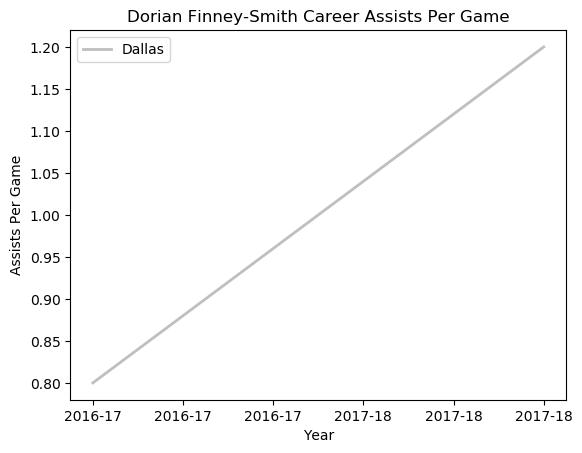 Dorian Finney-Smith Career Assists Per Game
Dallas
1.20
1.15
1.10
1.05
1.00
0.95
0.90
0.85
0.80
Assists Per Game
2016-17 2016-17 2016-17 2017-18 2017-18 2017-18
Year